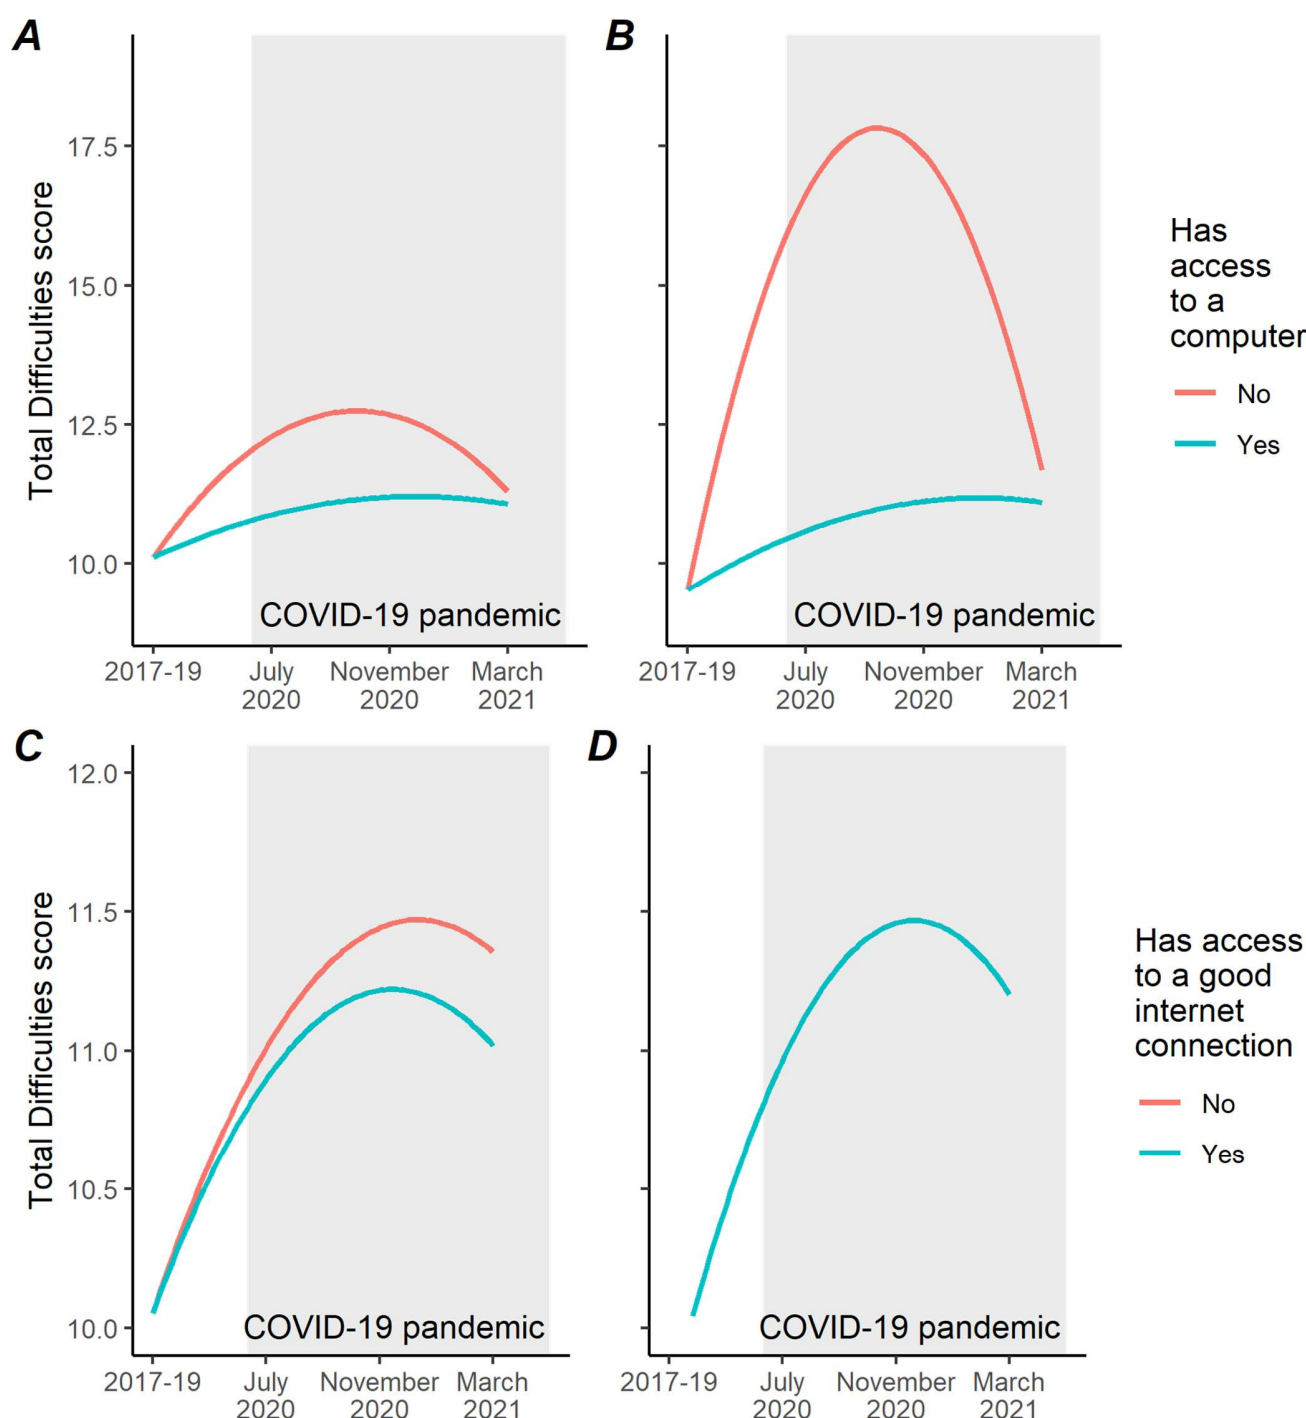 A
B
Total Difficulties score
17.5
15.0
12.5
10.0
COVID-19 pandemic
COVID-19 pandemic
2017-19
July
2020
November
2020
March
2021
2017-19
July
2020
November
2020
March
2021
Has
access
to a
computer
No
Yes
C
D
Total Difficulties score
12.0
11.5
11.0
10.5
10.0
COVID-19 pandemic
COVID-19 pandemic
2017-19
July
2020
November
2020
March
2021
2017-19
July
2020
November
2020
March
2021
Has access
to a good
internet
connection
No
Yes